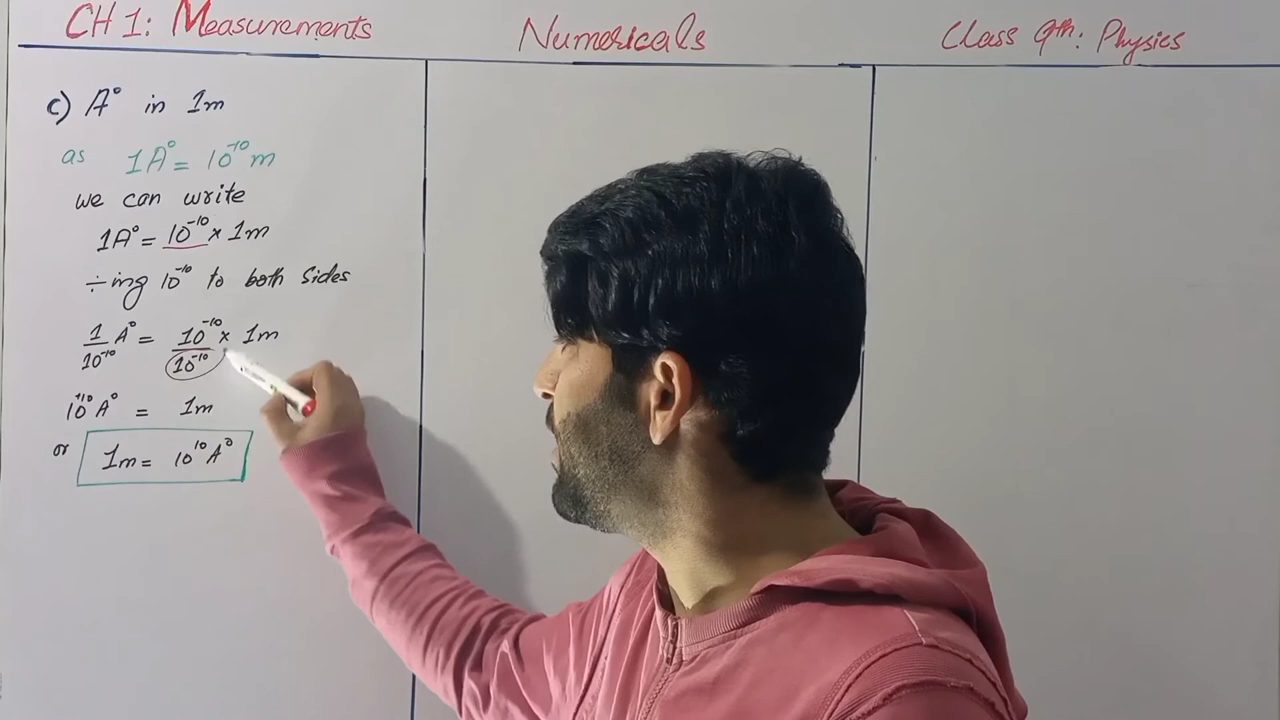 CH 1: Measurements
Numericals
Class 9th: Physics
c) A° in 1m
as 1A° = 10⁻¹⁰ m
we can write
1A° = 10⁻¹⁰ × 1m
÷ing 10⁻¹⁰ to both sides
1/10⁻¹⁰ A° = 10⁻¹⁰/10⁻¹⁰ × 1m
10⁺¹⁰ A° = 1m
or 1m = 10¹⁰ A°